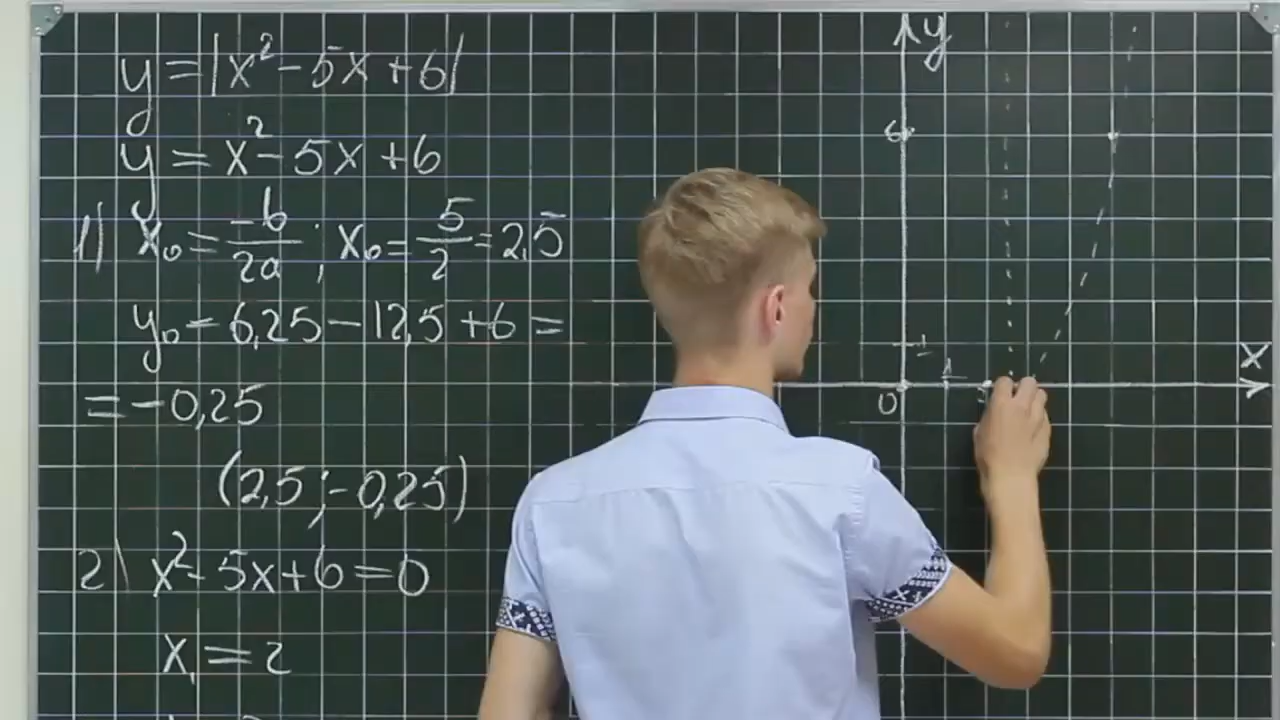 y = |x² - 5x + 6|
y = x² - 5x + 6
1) x₀ = -b/2a ; x₀ = 5/2 = 2,5
y₀ = 6,25 - 12,5 + 6 =
= -0,25
(2,5; -0,25)
2) x² - 5x + 6 = 0
x₁ = 2
y
6
1
1
x
0